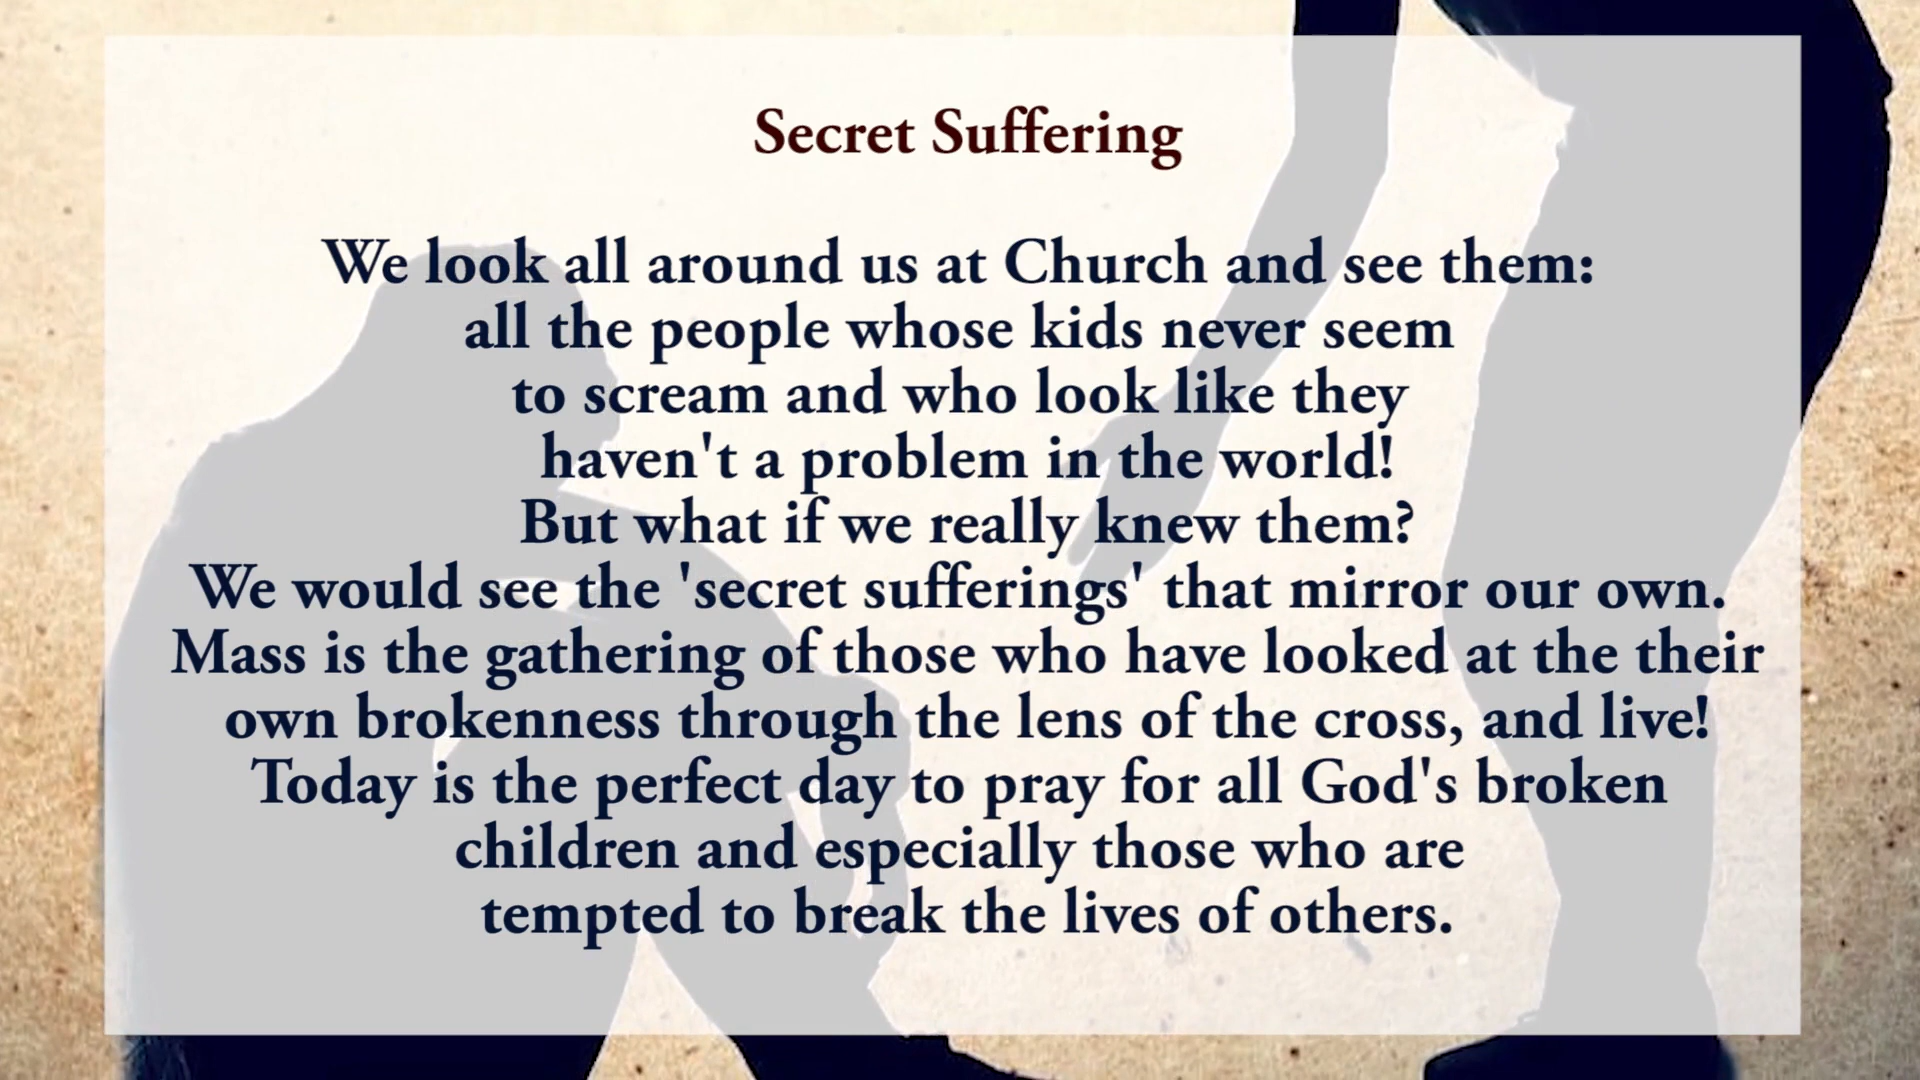 Secret Suffering
We look all around us at Church and see them:
all the people whose kids never seem
to scream and who look like they
haven't a problem in the world!
But what if we really knew them?
We would see the 'secret sufferings' that mirror our own.
Mass is the gathering of those who have looked at the their
own brokenness through the lens of the cross, and live!
Today is the perfect day to pray for all God's broken
children and especially those who are
tempted to break the lives of others.